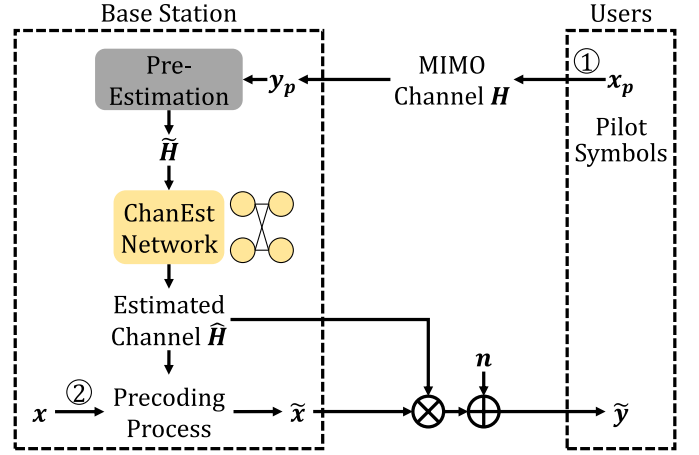 Base Station
Users
Pre-
Estimation
y_p
MIMO
Channel H
①
x_p
Pilot
Symbols
H̃
ChanEst
Network
Estimated
Channel Ĥ
n
x
②
Precoding
Process
x̃
ỹ